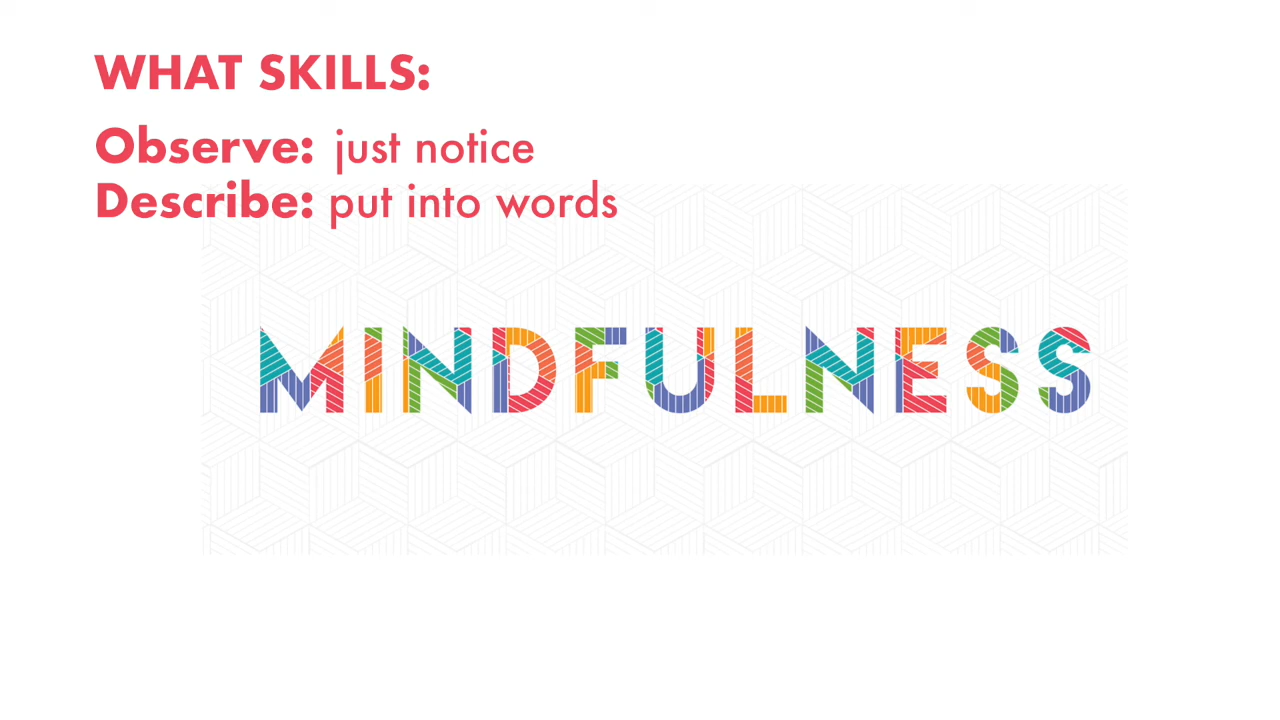 WHAT SKILLS:
Observe: just notice
Describe: put into words
MINDFULNESS